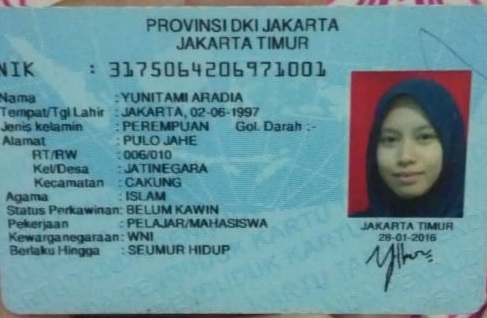 PROVINSI DKI JAKARTA
JAKARTA TIMUR
NIK : 3175064206971001
Nama : YUNITAMI ARADIA
Tempat/Tgl Lahir : JAKARTA, 02-06-1997
Jenis kelamin : PEREMPUAN Gol. Darah :-
Alamat : PULO JAHE
RT/RW : 006/010
Kel/Desa : JATINEGARA
Kecamatan : CAKUNG
Agama : ISLAM
Status Perkawinan: BELUM KAWIN
Pekerjaan : PELAJAR/MAHASISWA
Kewarganegaraan: WNI
Berlaku Hingga : SEUMUR HIDUP
JAKARTA TIMUR
28-01-2016